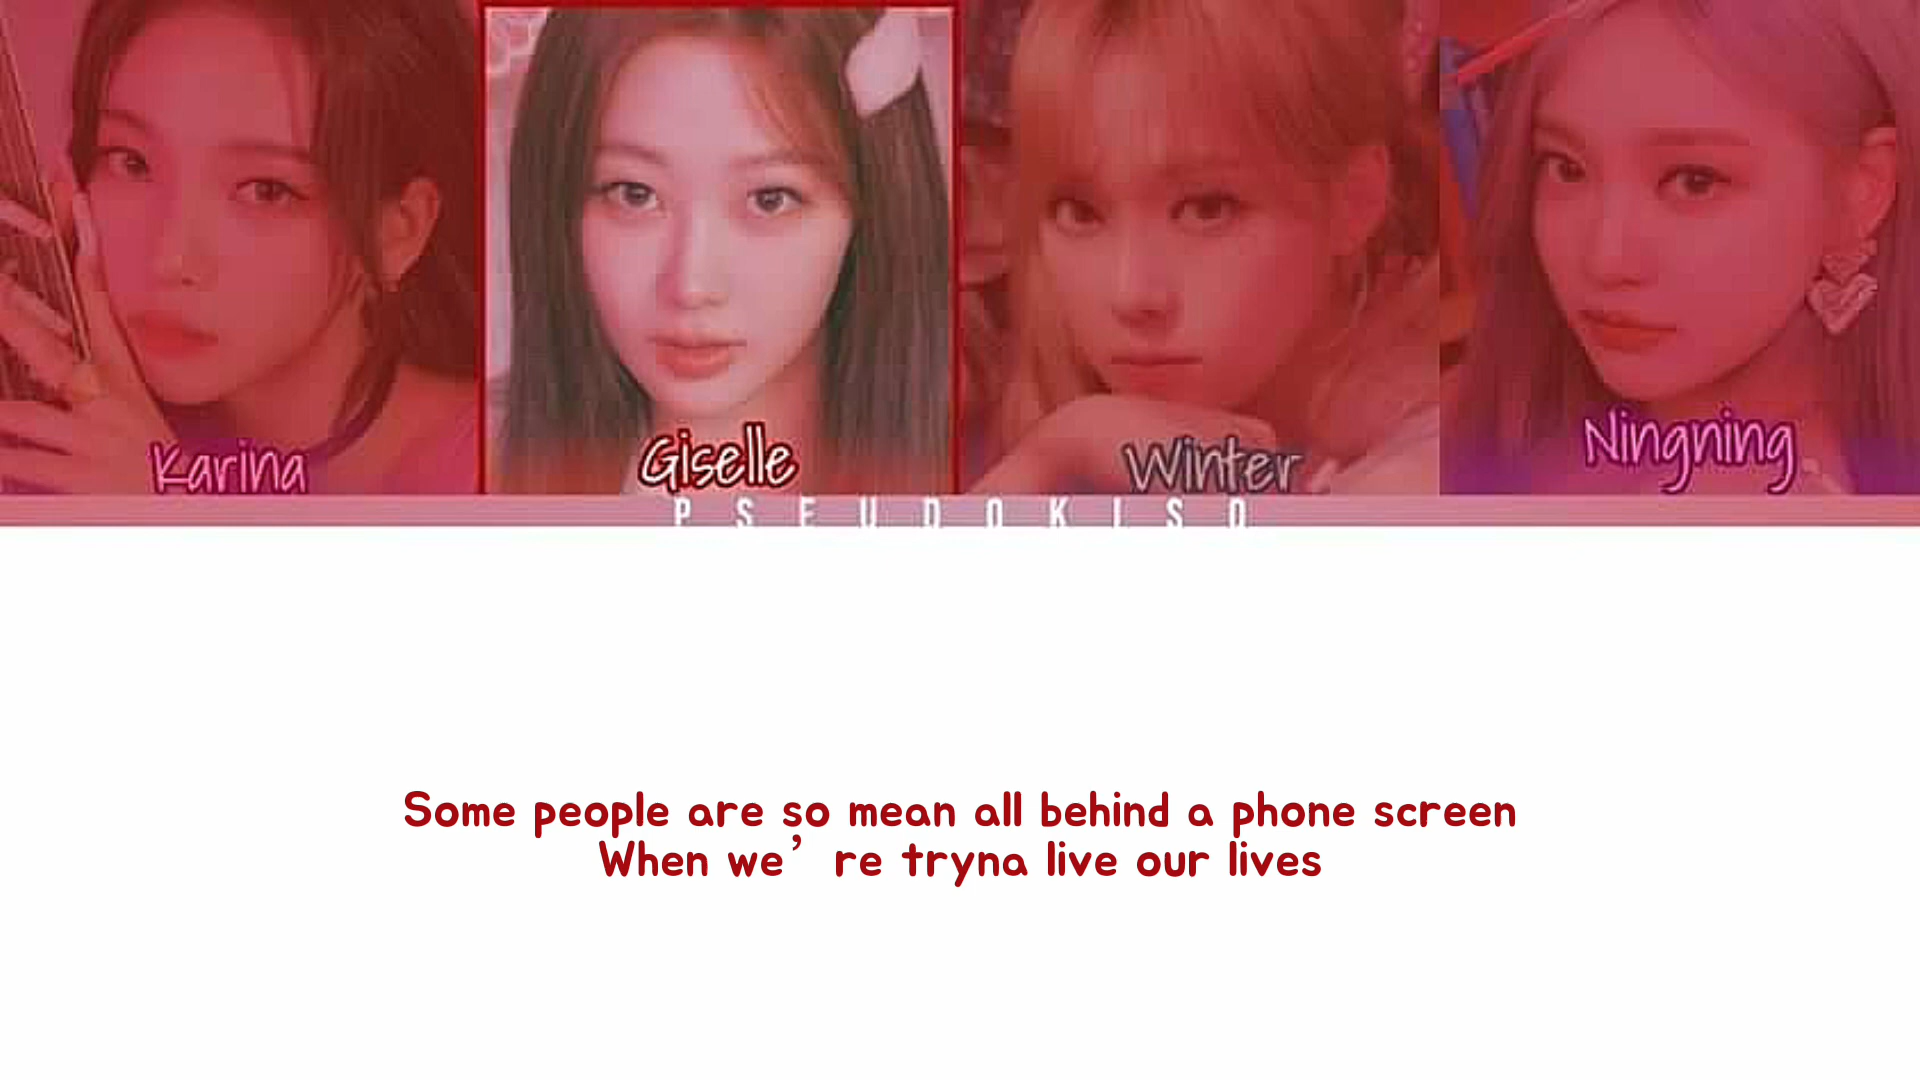 Karina
Giselle
Winter
Ningning
PSEUDOKISO
Some people are so mean all behind a phone screen
When we’re tryna live our lives